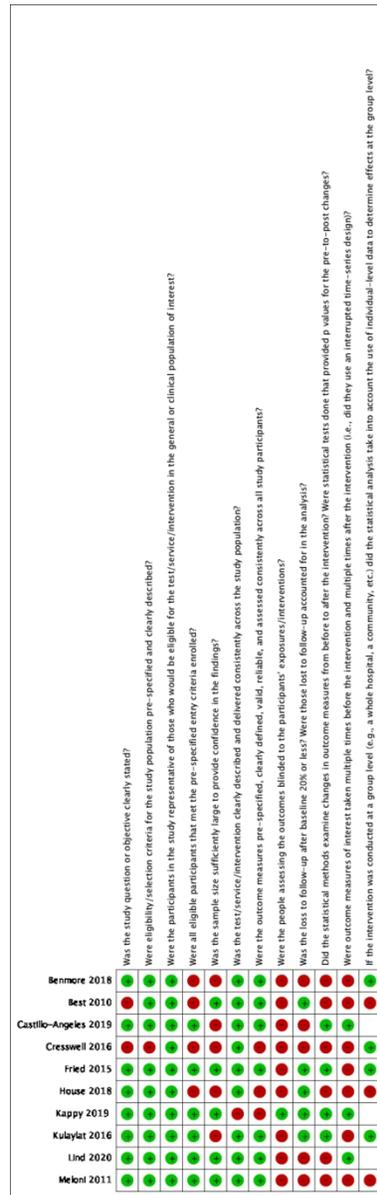 Was the study question or objective clearly stated?
Were eligibility/selection criteria for the study population pre-specified and clearly described?
Were the participants in the study representative of those who would be eligible for the test/service/intervention in the general or clinical population of interest?
Were all eligible participants that met the pre-specified entry criteria enrolled?
Was the sample size sufficiently large to provide confidence in the findings?
Was the test/service/intervention clearly described and delivered consistently across the study population?
Were the outcome measures pre-specified, clearly defined, valid, reliable, and assessed consistently across all study participants?
Were the people assessing the outcomes blinded to the participants' exposures/interventions?
Was the loss to follow-up after baseline 20% or less? Were those lost to follow-up accounted for in the analysis?
Did the statistical methods examine changes in outcome measures from before to after the intervention? Were statistical tests done that provided p values for the pre-to-post changes?
Were outcome measures of interest taken multiple times before the intervention and multiple times after the intervention (i.e., did they use an interrupted time-series design)?
If the intervention was conducted at a group level (e.g., a whole hospital, a community, etc.) did the statistical analysis take into account the use of individual-level data to determine effects at the group level?
Benmore 2018
Best 2010
Castillo-Angeles 2019
Cresswell 2016
Fried 2015
House 2018
Kappy 2019
Kulaylat 2016
Lind 2020
Meloni 2011